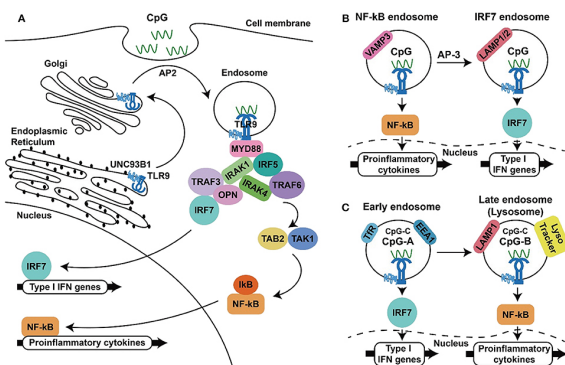 A
CpG
Cell membrane
Golgi
AP2
Endosome
TLR9
MYD88
Endoplasmic
Reticulum
UNC93B1
TLR9
IRAK1
IRF5
TRAF3
OPN
IRAK4
TRAF6
IRF7
Nucleus
TAB2
TAK1
IRF7
Type I IFN genes
IkB
NF-kB
NF-kB
Proinflammatory cytokines
B
NF-kB endosome
IRF7 endosome
VAMP3
CpG
AP-3
LAMP1/2
CpG
NF-kB
IRF7
Proinflammatory
cytokines
Nucleus
Type I
IFN genes
C
Early endosome
Late endosome
(Lysosome)
TfR
EEA1
CpG-C
CpG-A
LAMP1
CpG-C
CpG-B
Lyso
Tracker
IRF7
NF-kB
Type I
IFN genes
Nucleus
Proinflammatory
cytokines